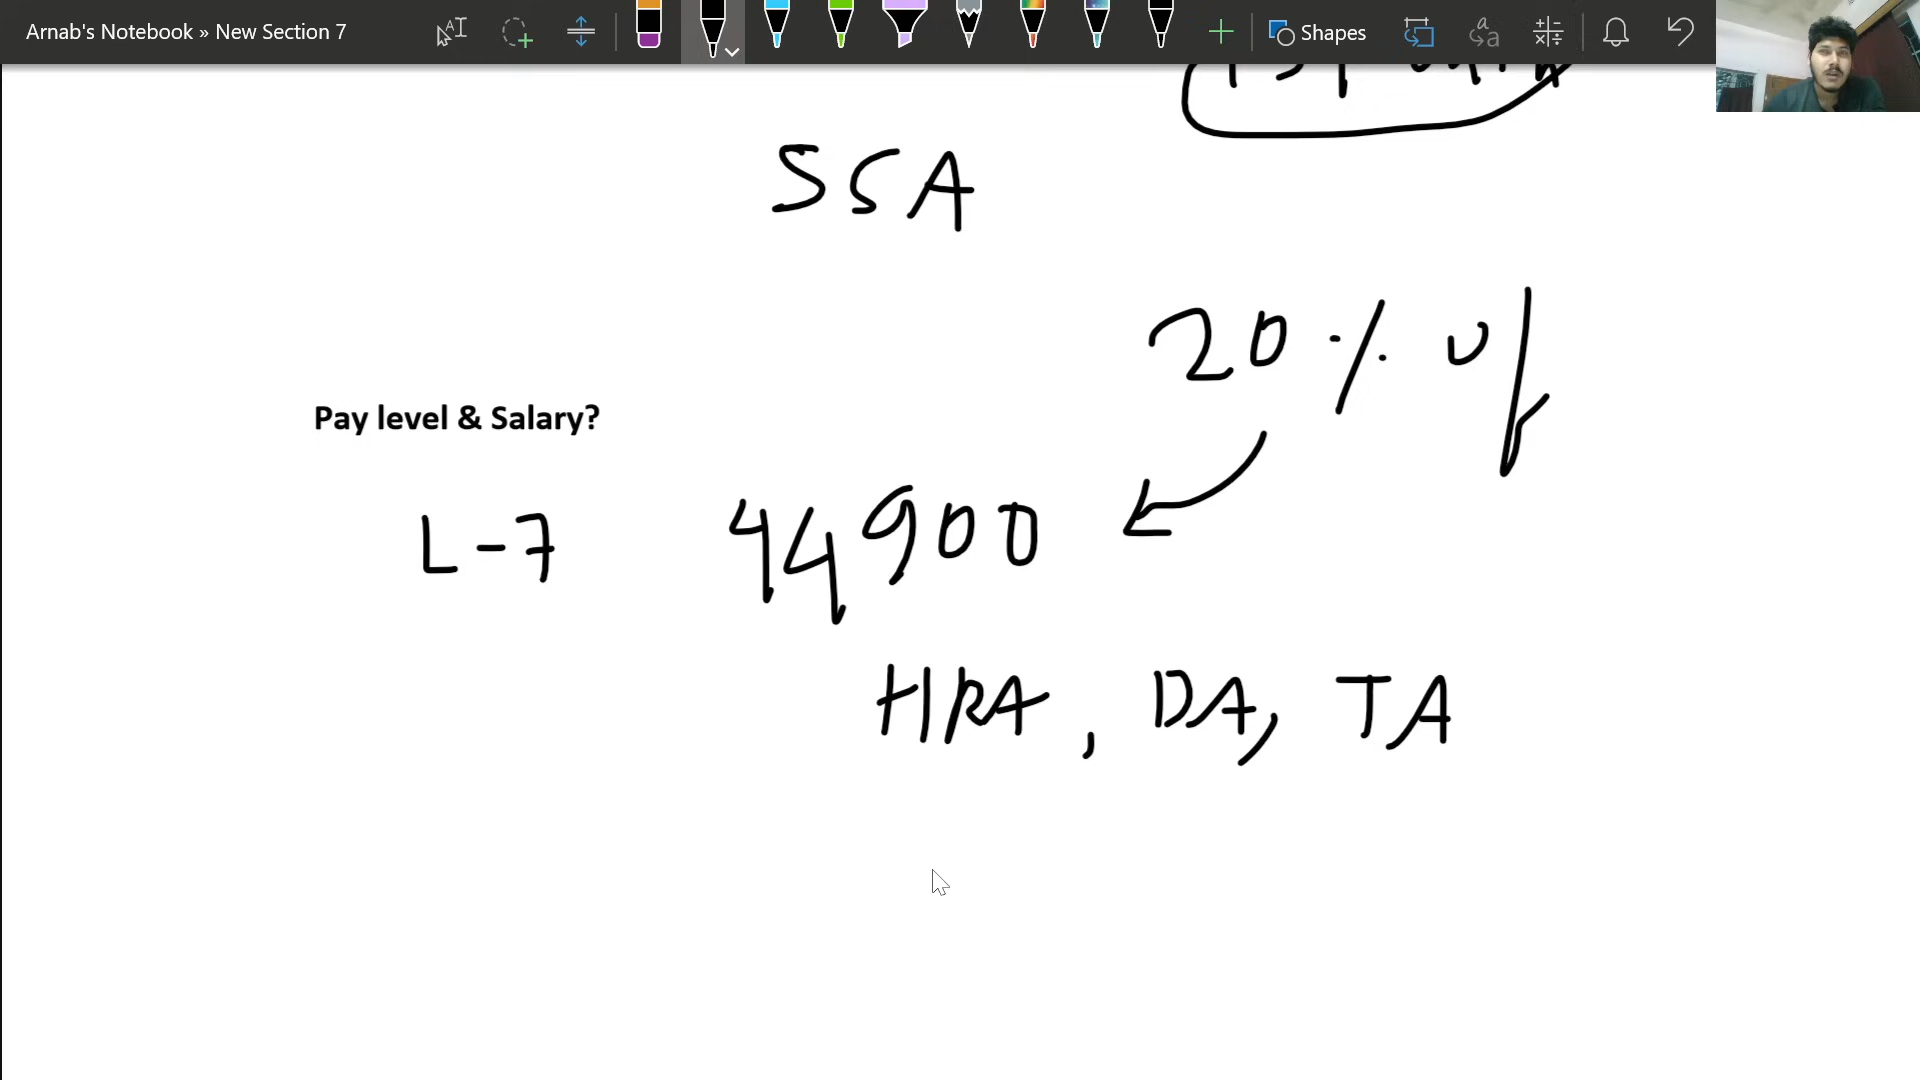 Arnab's Notebook » New Section 7
Shapes
SSA
20% of
Pay level & Salary?
L-7 44900
HRA, DA, TA